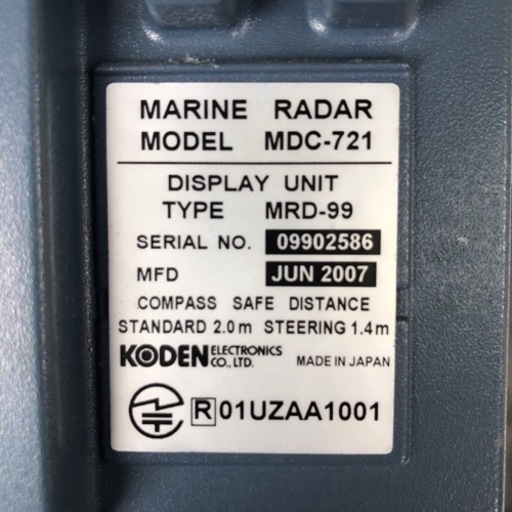 MARINE RADAR
MODEL MDC-721
DISPLAY UNIT
TYPE MRD-99
SERIAL NO. 09902586
MFD JUN 2007
COMPASS SAFE DISTANCE
STANDARD 2.0m STEERING 1.4m
KODEN ELECTRONICS CO., LTD. MADE IN JAPAN
R 01UZAA1001